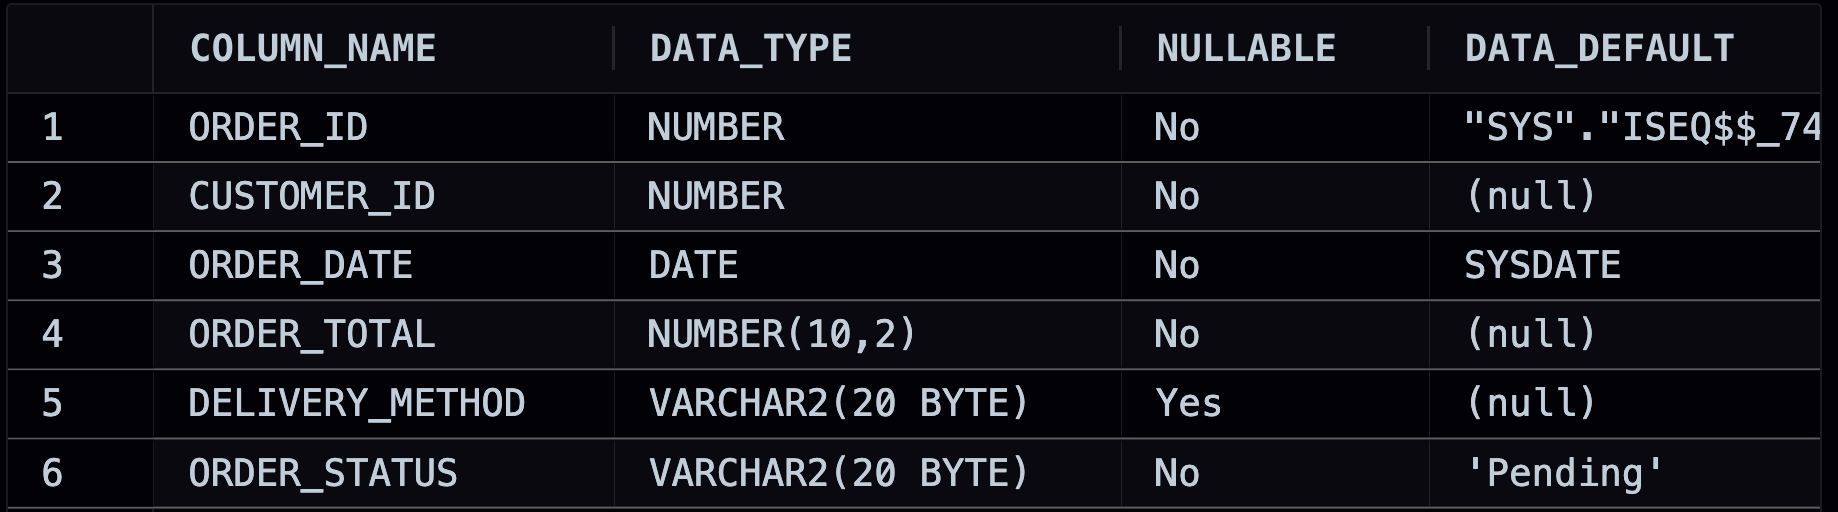 COLUMN_NAME DATA_TYPE NULLABLE DATA_DEFAULT
1 ORDER_ID NUMBER No "SYS"."ISEQ$$_74
2 CUSTOMER_ID NUMBER No (null)
3 ORDER_DATE DATE No SYSDATE
4 ORDER_TOTAL NUMBER(10,2) No (null)
5 DELIVERY_METHOD VARCHAR2(20 BYTE) Yes (null)
6 ORDER_STATUS VARCHAR2(20 BYTE) No 'Pending'